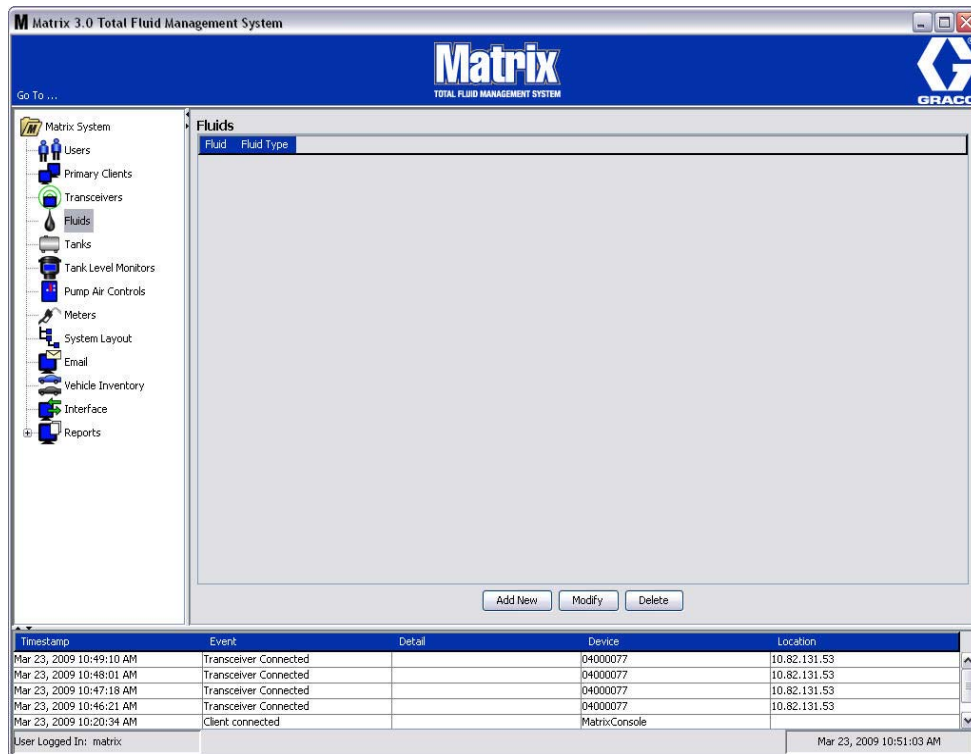 M Matrix 3.0 Total Fluid Management System
Matrix
TOTAL FLUID MANAGEMENT SYSTEM
Go To ...
G
GRACO
Matrix System
Users
Primary Clients
Transceivers
Fluids
Tanks
Tank Level Monitors
Pump Air Controls
Meters
System Layout
Email
Vehicle Inventory
Interface
Reports
Fluids
Fluid Fluid Type
Add New Modify Delete
Timestamp Event Detail Device Location
Mar 23, 2009 10:49:10 AM Transceiver Connected 04000077 10.82.131.53
Mar 23, 2009 10:48:01 AM Transceiver Connected 04000077 10.82.131.53
Mar 23, 2009 10:47:18 AM Transceiver Connected 04000077 10.82.131.53
Mar 23, 2009 10:46:21 AM Transceiver Connected 04000077 10.82.131.53
Mar 23, 2009 10:20:34 AM Client connected MatrixConsole
User Logged In: matrix Mar 23, 2009 10:51:03 AM